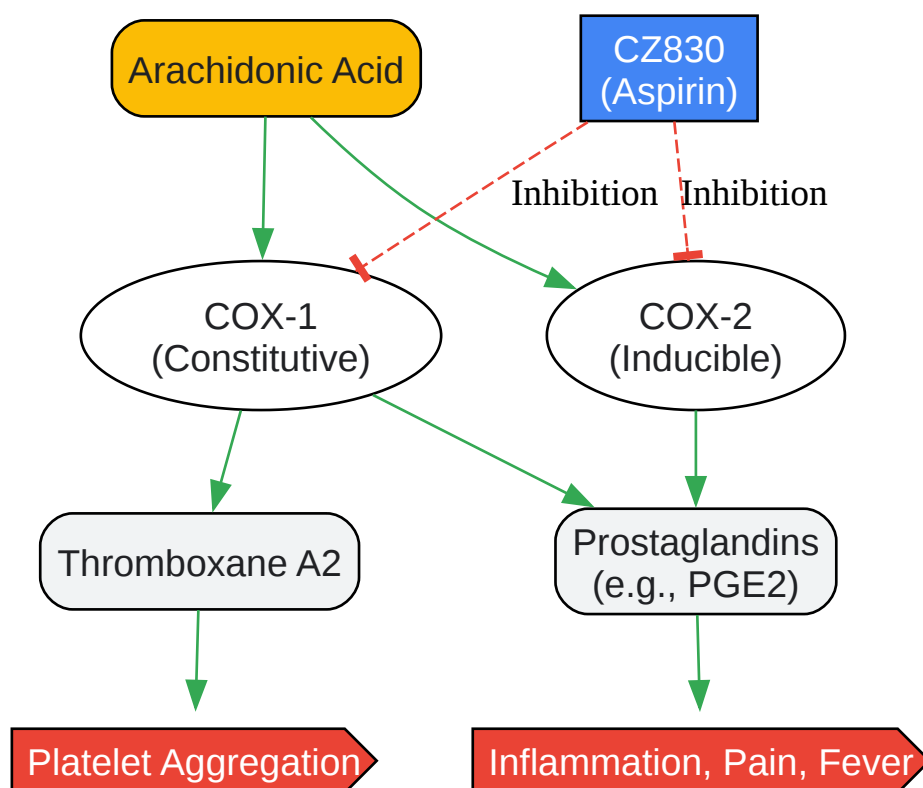 Arachidonic Acid
CZ830
(Aspirin)
Inhibition
Inhibition
COX-1
(Constitutive)
COX-2
(Inducible)
Thromboxane A2
Prostaglandins
(e.g., PGE2)
Platelet Aggregation
Inflammation, Pain, Fever